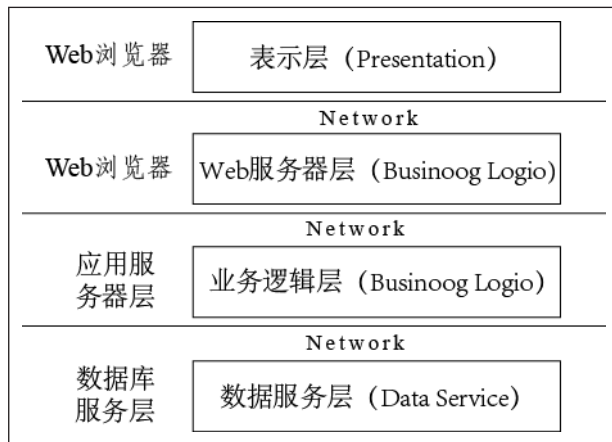 Web浏览器
表示层（Presentation）
Network
Web浏览器
Web服务器层（Businoog Logio）
Network
应用服
务器层
业务逻辑层（Businoog Logio）
Network
数据库
服务层
数据服务层（Data Service）